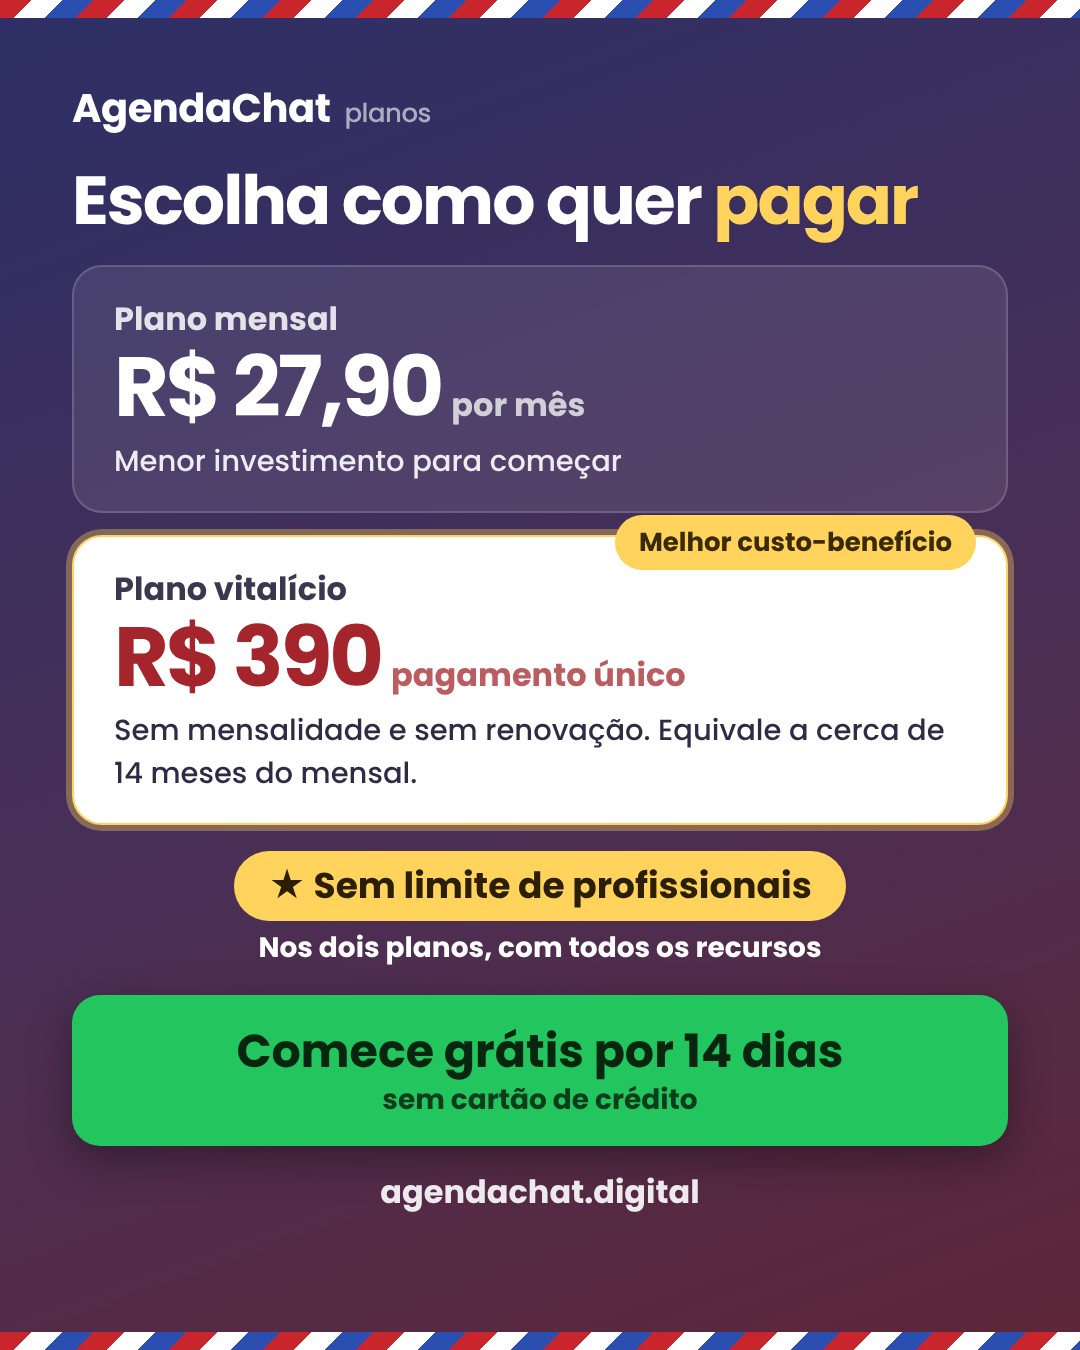 AgendaChat planos
Escolha como quer pagar
Plano mensal
R$ 27,90 por mês
Menor investimento para começar
Melhor custo-benefício
Plano vitalício
R$ 390 pagamento único
Sem mensalidade e sem renovação. Equivale a cerca de
14 meses do mensal.
★ Sem limite de profissionais
Nos dois planos, com todos os recursos
Comece grátis por 14 dias
sem cartão de crédito
agendachat.digital